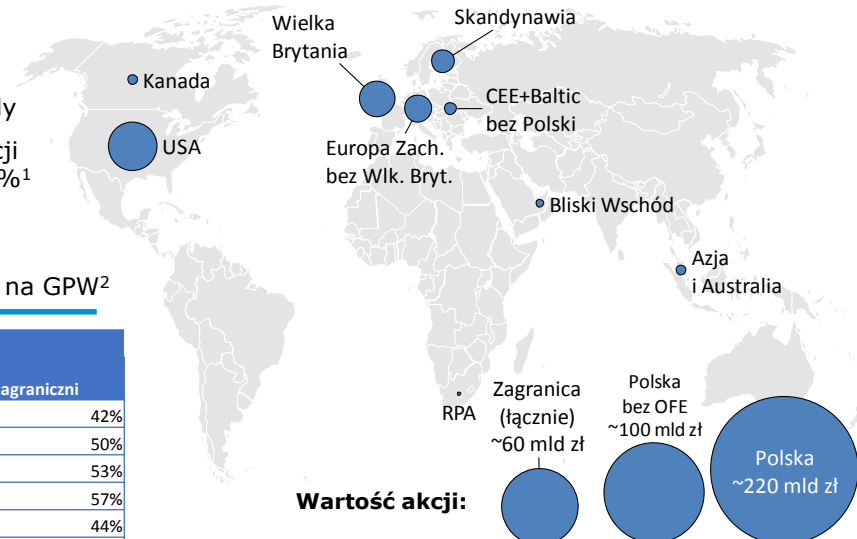 Skandynawia
Wielka
Brytania
Kanada
CEE+Baltic
bez Polski
USA
Europa Zach.
bez Wlk. Bryt.
%¹
Bliski Wschód
Azja
i Australia
na GPW²
agraniczni
42%
50%
53%
57%
44%
RPA
Zagranica
(łącznie)
~60 mld zł
Polska
bez OFE
~100 mld zł
Polska
~220 mld zł
Wartość akcji: